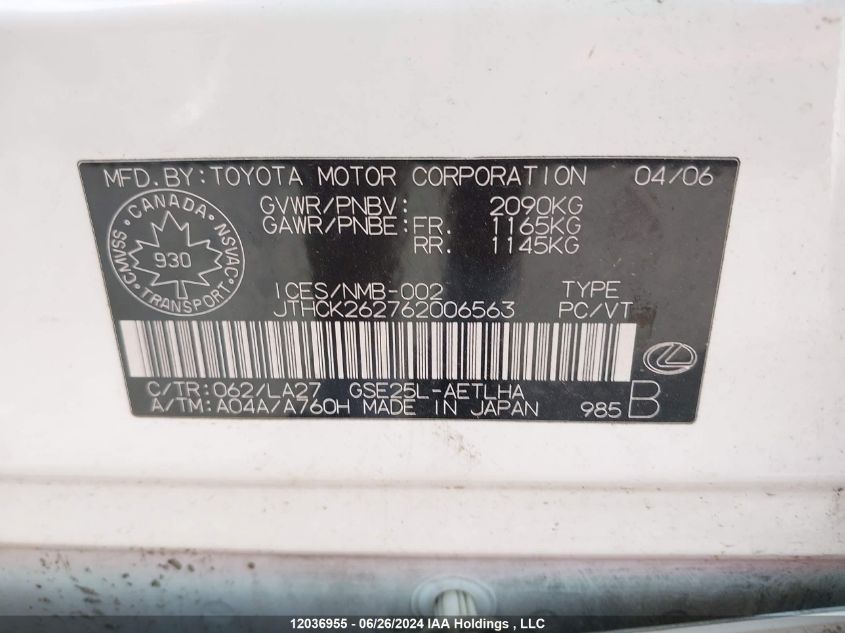 MFD. BY: TOYOTA MOTOR CORPORATION 04/06
GVWR/PNBV: 2090KG
GAWR/PNBE: FR. 1165KG
RR. 1145KG
CANADA
CMVSS NSVAC
930
TRANSPORT
ICES/NMB-002 TYPE
JTHCK262762006563 PC/VT
C/TR: 062/LA27 GSE25L-AETLHA
A/TM: A04A/A760H MADE IN JAPAN 985 B
12036955 - 06/26/2024 IAA Holdings , LLC